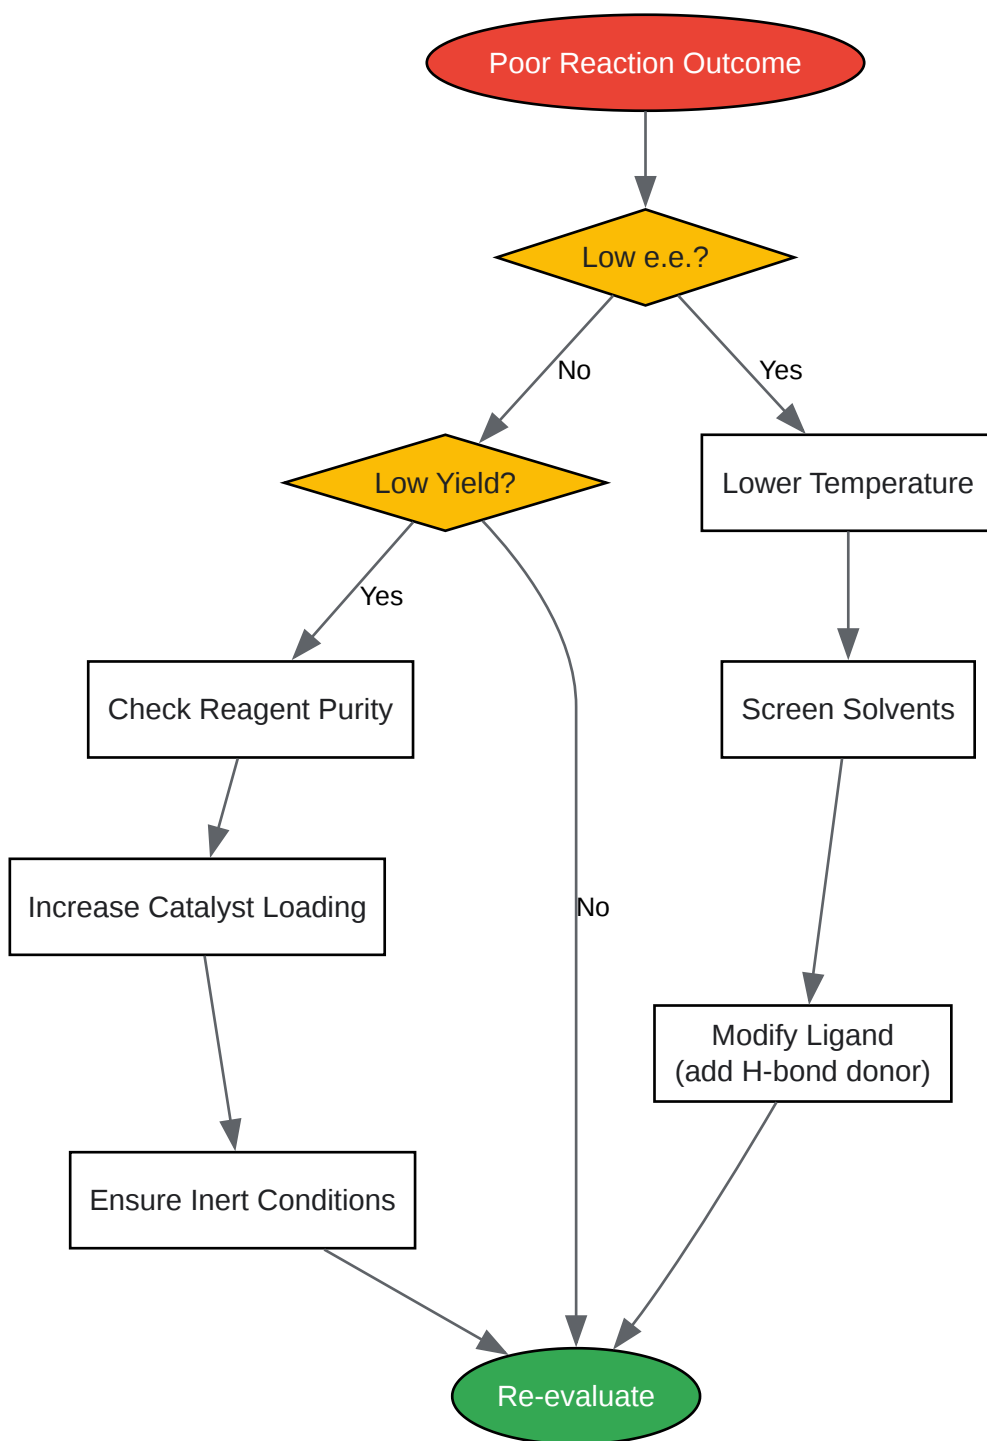 Poor Reaction Outcome
Low e.e.?
No
Yes
Low Yield?
Lower Temperature
Yes
Check Reagent Purity
Screen Solvents
Increase Catalyst Loading
No
Modify Ligand
(add H-bond donor)
Ensure Inert Conditions
Re-evaluate